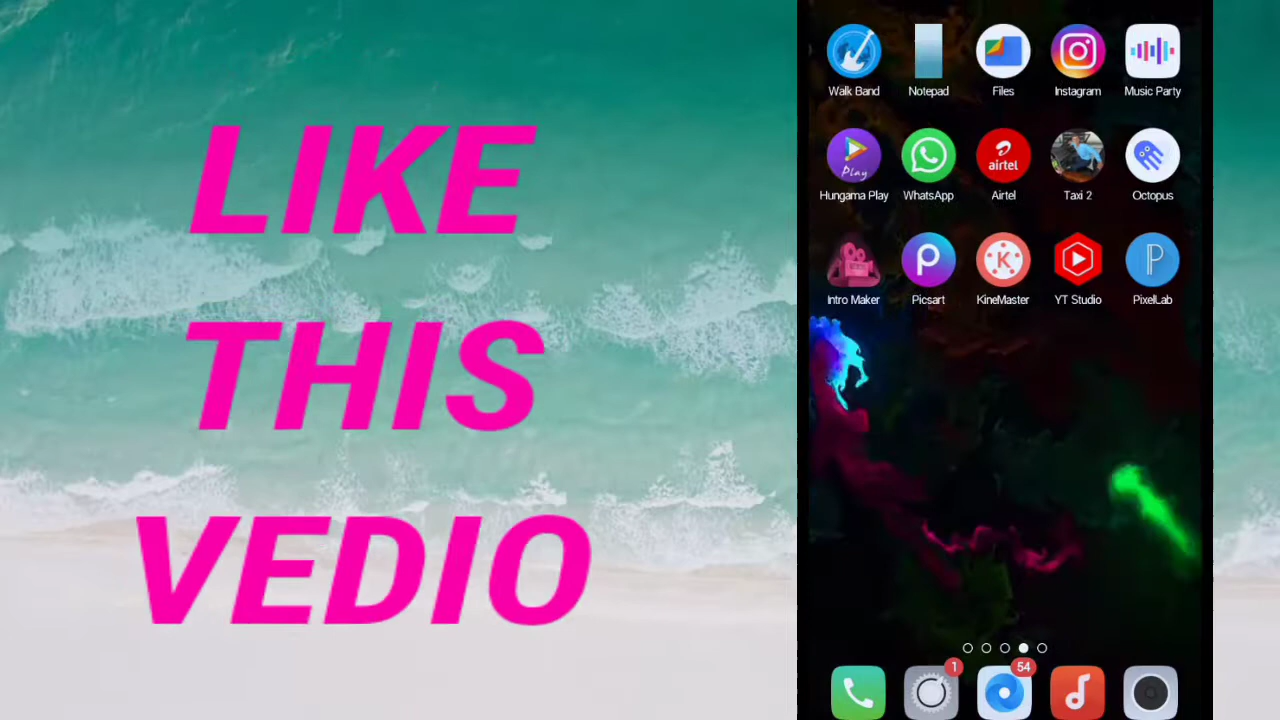 LIKE
THIS
VEDIO
Walk Band Notepad Files Instagram Music Party
Play airtel
Hungama Play WhatsApp Airtel Taxi 2 Octopus
Intro Maker Picsart KineMaster YT Studio PixelLab
1 54